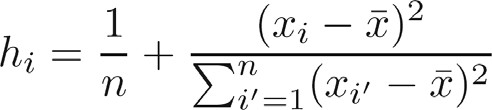 h_i = \frac{1}{n} + \frac{(x_i - \bar{x})^2}{\sum_{i'=1}^{n}(x_{i'} - \bar{x})^2}